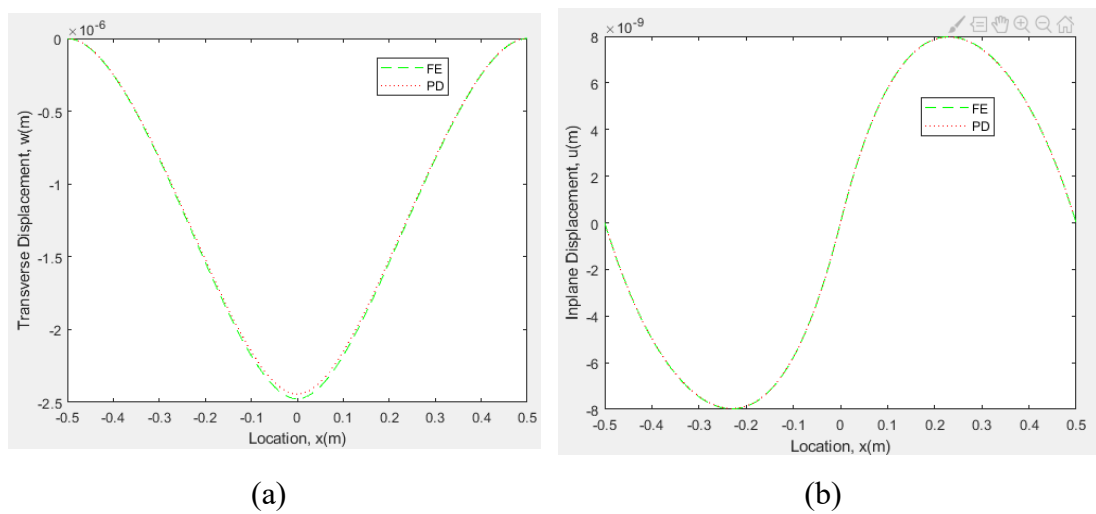 ×10⁻⁶
0
-0.5
-1
-1.5
-2
-2.5
Transverse Displacement, w(m)
FE
PD
-0.5 -0.4 -0.3 -0.2 -0.1 0 0.1 0.2 0.3 0.4 0.5
Location, x(m)
(a)
×10⁻⁹
8
6
4
2
0
-2
-4
-6
-8
Inplane Displacement, u(m)
FE
PD
-0.5 -0.4 -0.3 -0.2 -0.1 0 0.1 0.2 0.3 0.4 0.5
Location, x(m)
(b)